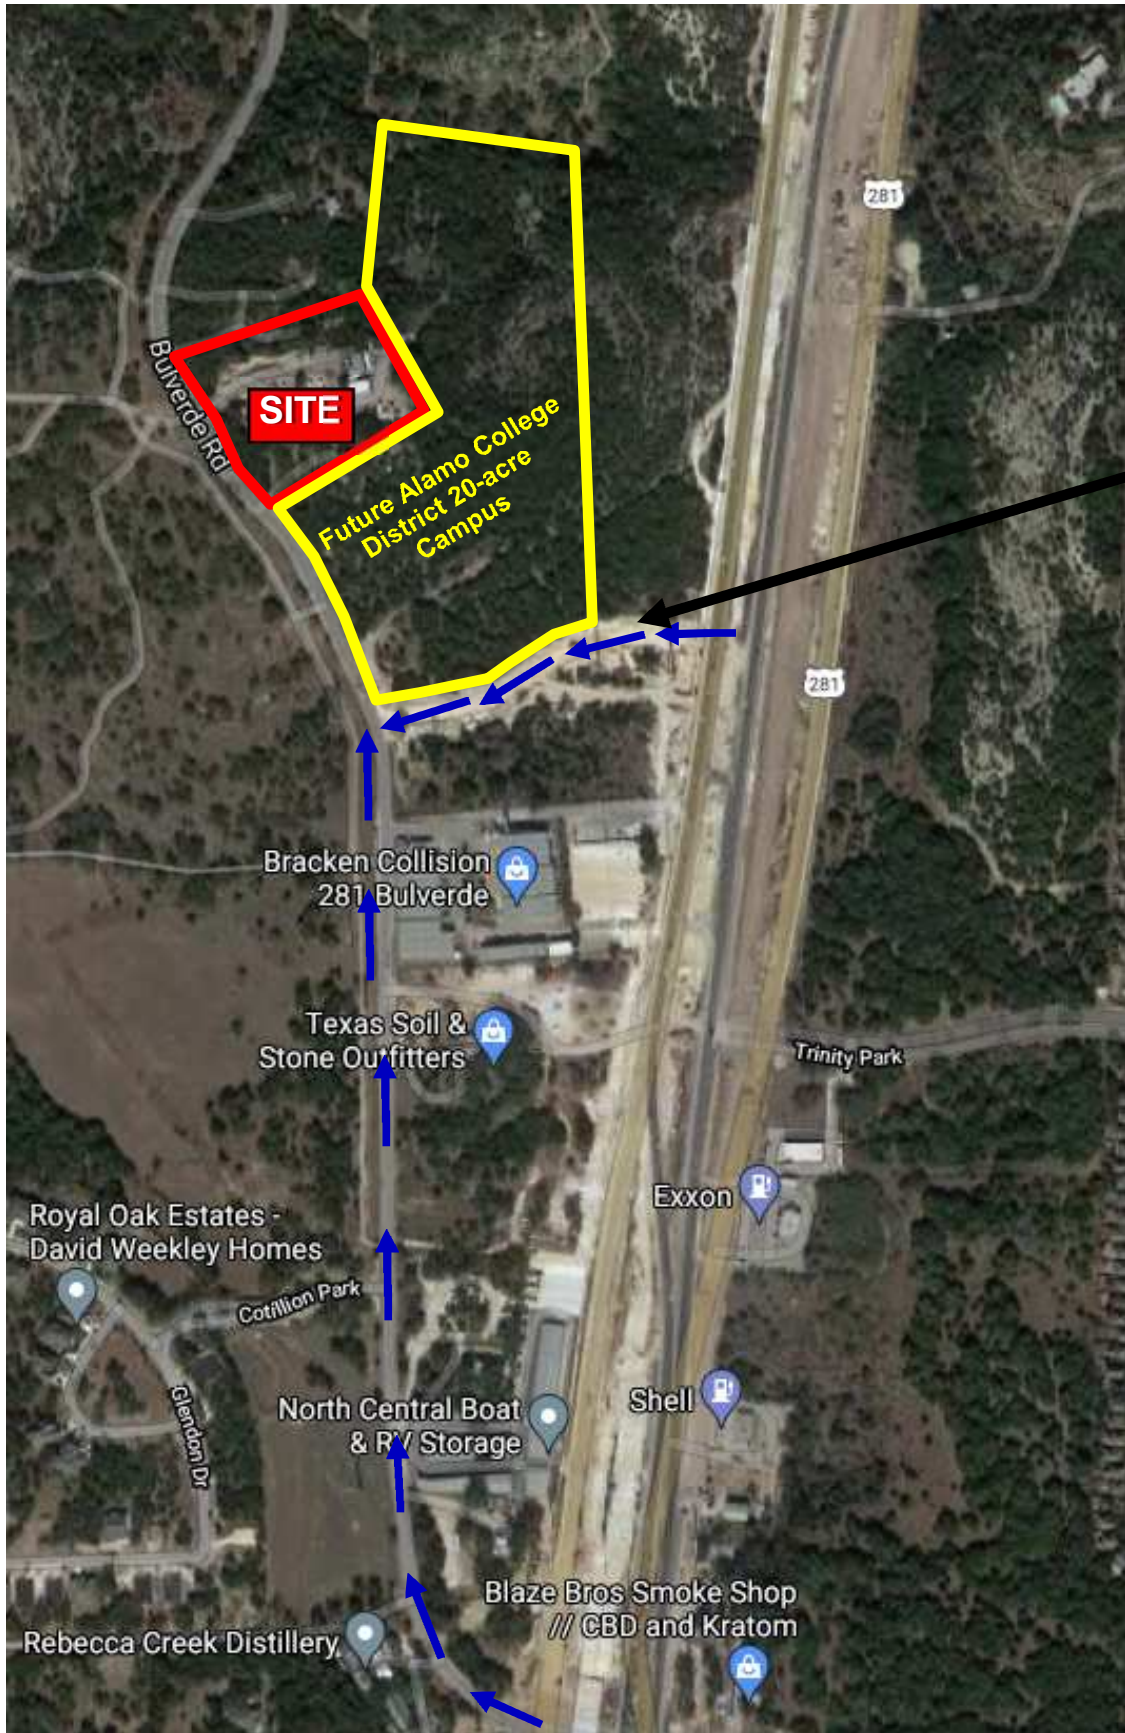 281
Bulverde Rd
SITE
Future Alamo College
District 20-acre
Campus
281
Bracken Collision
281 Bulverde
Texas Soil &
Stone Outfitters
Trinity Park
Exxon
Royal Oak Estates -
David Weekley Homes
Cotillion Park
Glendon Dr
North Central Boat
& RV Storage
Shell
Blaze Bros Smoke Shop
// CBD and Kratom
Rebecca Creek Distillery